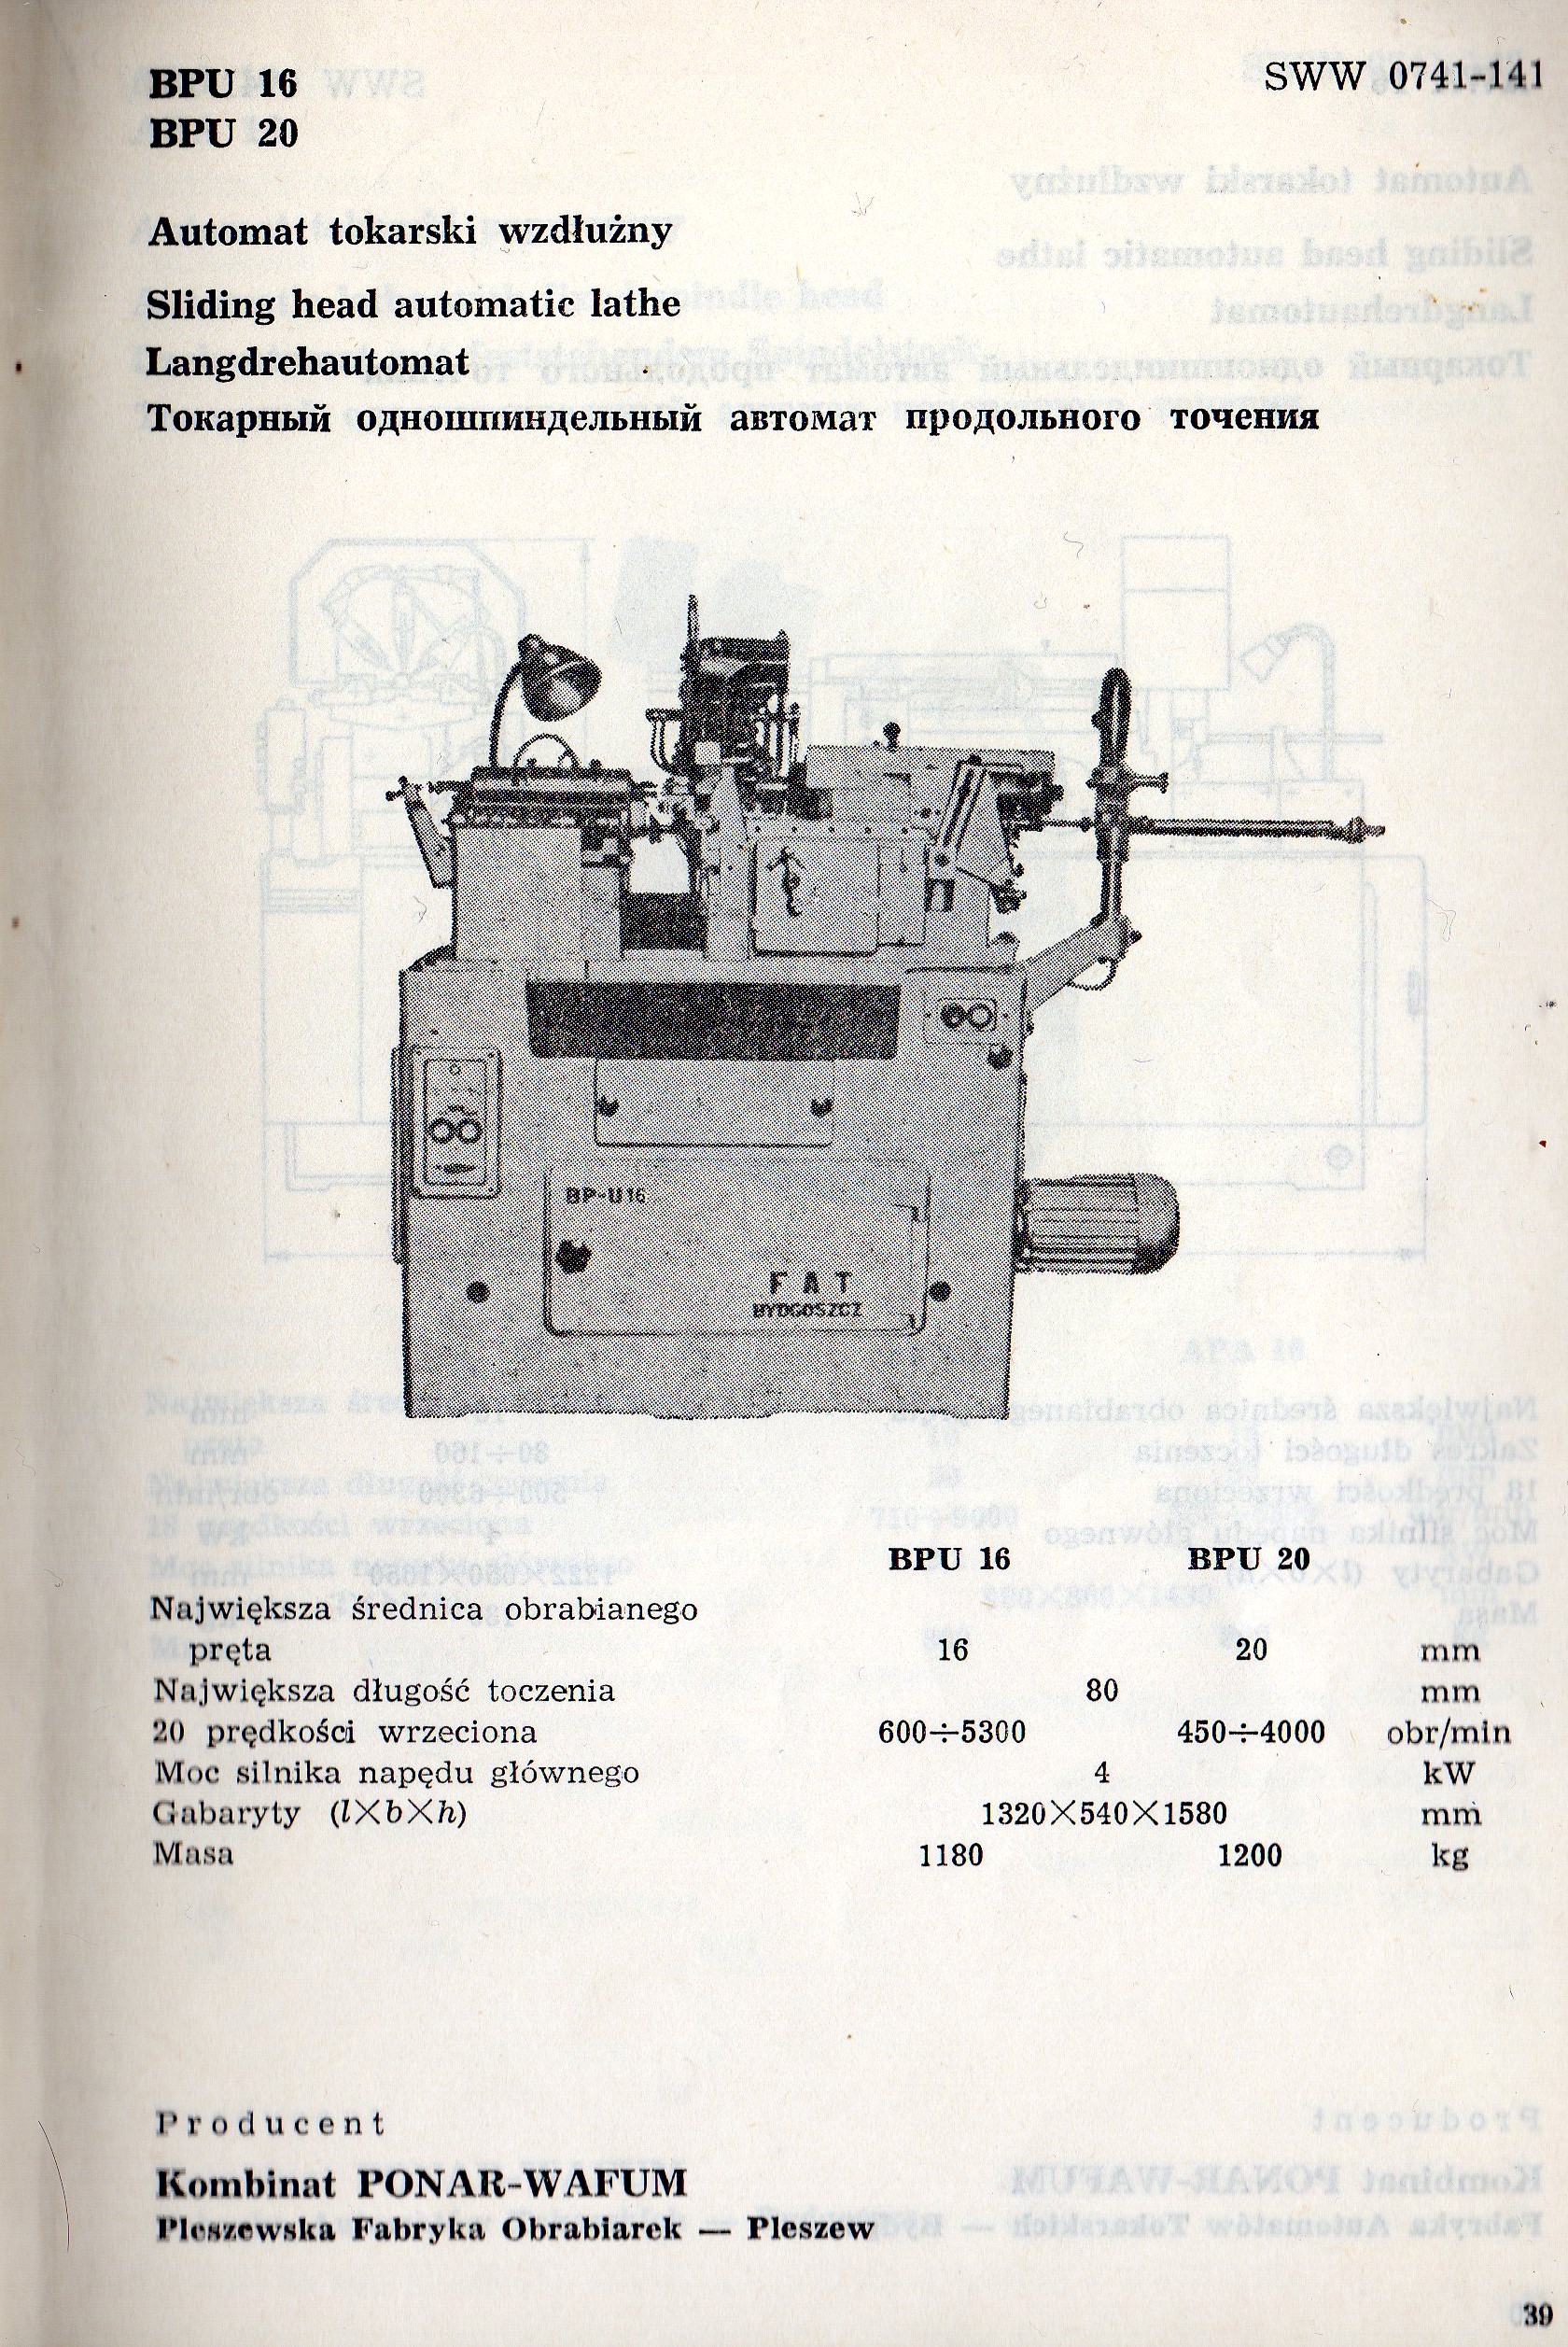 BPU 16
SWW 0741-141
BPU 20
Automat tokarski wzdłużny
Sliding head automatic lathe
Langdrehautomat
Токарный одношпиндельный автомат продольного точения
BP-U16
F A T
BYDGOSZCZ
BPU 16 BPU 20
Największa średnica obrabianego
pręta 16 20 mm
Największa długość toczenia 80 mm
20 prędkości wrzeciona 600÷5300 450÷4000 obr/min
Moc silnika napędu głównego 4 kW
Gabaryty (l×b×h) 1320×540×1580 mm
Masa 1180 1200 kg
Producent
Kombinat PONAR-WAFUM
Pleszewska Fabryka Obrabiarek — Pleszew
39